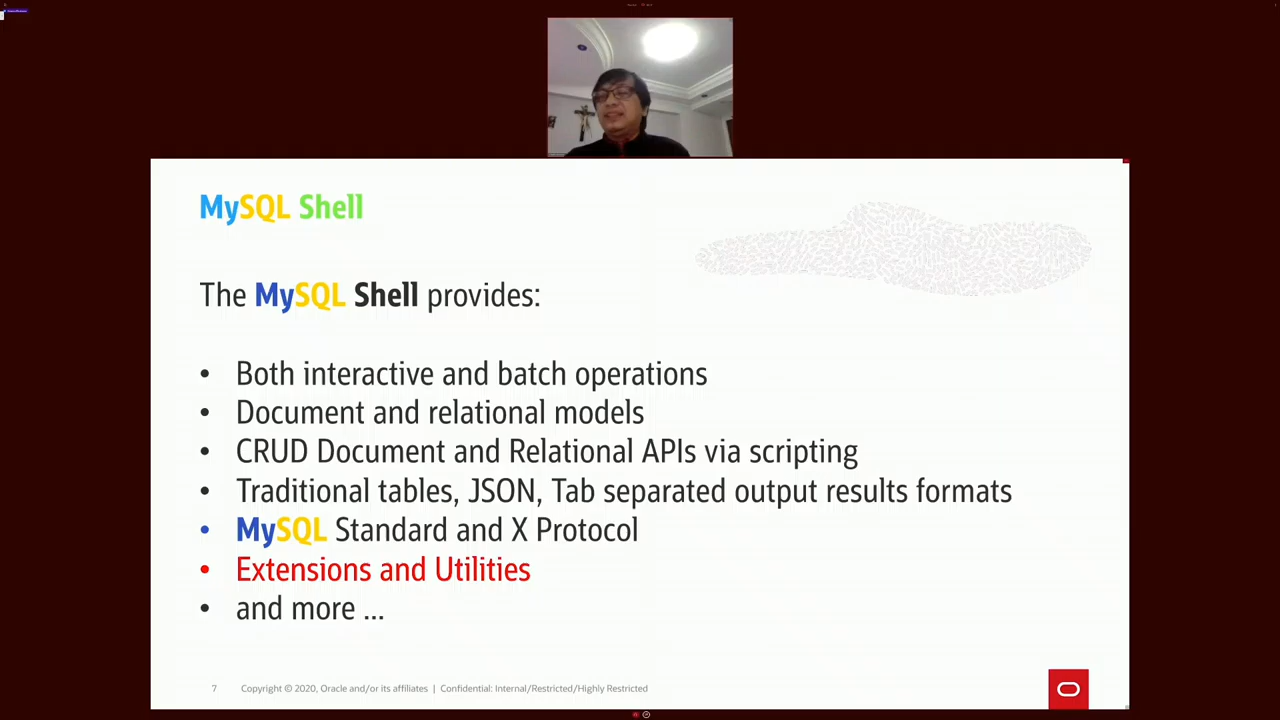 MySQL Shell
The MySQL Shell provides:
• Both interactive and batch operations
• Document and relational models
• CRUD Document and Relational APIs via scripting
• Traditional tables, JSON, Tab separated output results formats
• MySQL Standard and X Protocol
• Extensions and Utilities
• and more ...
7 Copyright © 2020, Oracle and/or its affiliates | Confidential: Internal/Restricted/Highly Restricted